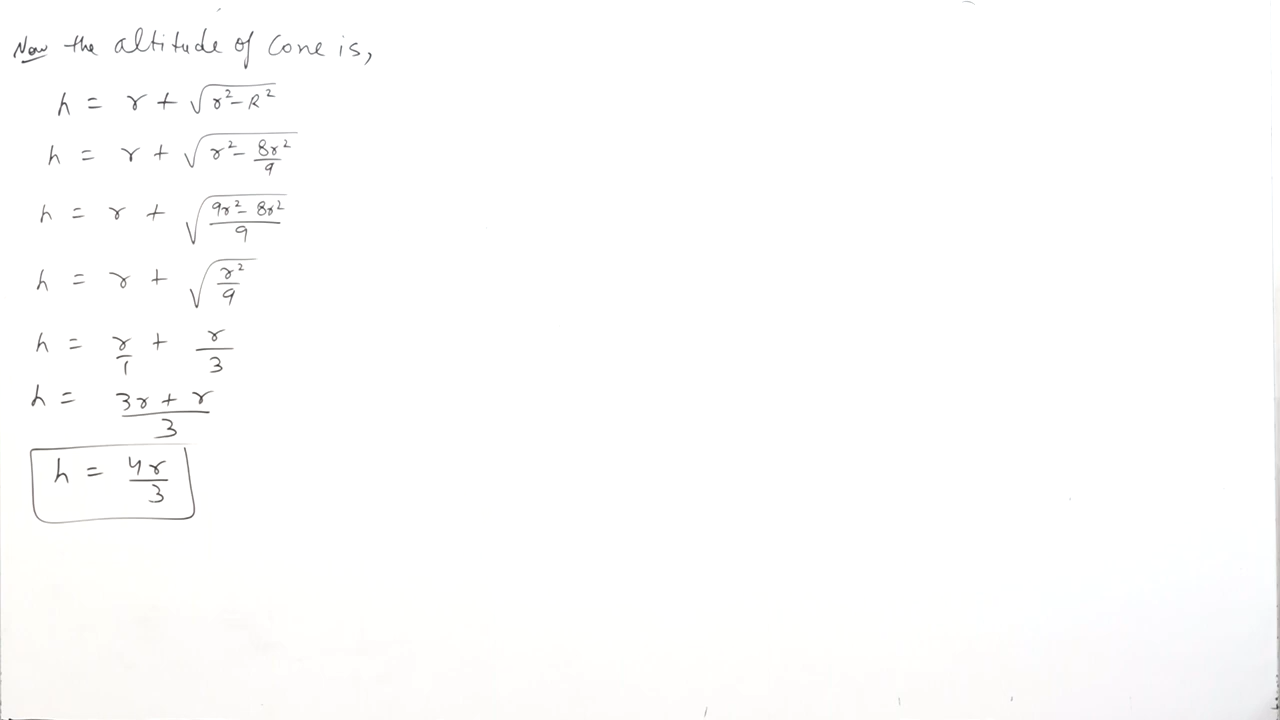 Now the altitude of Cone is,
h = r + √(r² - R²)
h = r + √(r² - 8r²/9)
h = r + √((9r² - 8r²)/9)
h = r + √(r²/9)
h = r/1 + r/3
h = (3r + r)/3
h = 4r/3